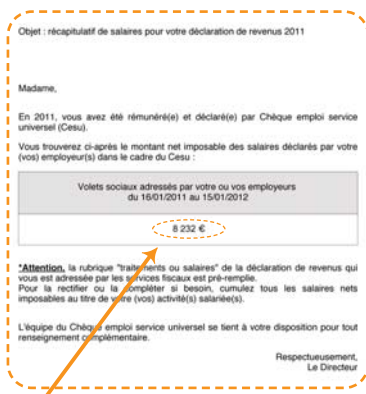 Objet : récapitulatif de salaires pour votre déclaration de revenus 2011
Madame,
En 2011, vous avez été rémunéré(e) et déclaré(e) par Chèque emploi service
universel (Cesu).
Vous trouverez ci-après le montant net imposable des salaires déclarés par votre
(vos) employeur(s) dans le cadre du Cesu :
Volets sociaux adressés par votre ou vos employeurs
du 16/01/2011 au 15/01/2012
8 232 €
*Attention, la rubrique "traitements ou salaires" de la déclaration de revenus qui
vous est adressée par les services fiscaux est pré-remplie.
Pour la rectifier ou la compléter si besoin, cumulez tous les salaires nets
imposables au titre de votre (vos) activité(s) salariée(s).
L'équipe du Chèque emploi service universel se tient à votre disposition pour tout
renseignement complémentaire.
Respectueusement,
Le Directeur